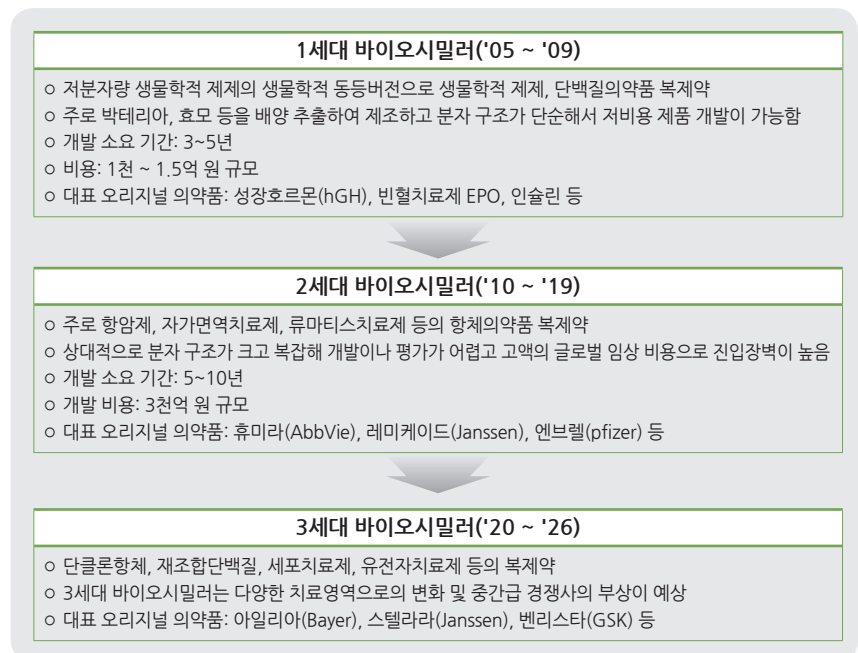 1세대 바이오시밀러('05 ~ '09)
○ 저분자량 생물학적 제제의 생물학적 동등버전으로 생물학적 제제, 단백질의약품 복제약
○ 주로 박테리아, 효모 등을 배양 추출하여 제조하고 분자 구조가 단순해서 저비용 제품 개발이 가능함
○ 개발 소요 기간: 3~5년
○ 비용: 1천 ~ 1.5억 원 규모
○ 대표 오리지널 의약품: 성장호르몬(hGH), 빈혈치료제 EPO, 인슐린 등
2세대 바이오시밀러('10 ~ '19)
○ 주로 항암제, 자가면역치료제, 류마티스치료제 등의 항체의약품 복제약
○ 상대적으로 분자 구조가 크고 복잡해 개발이나 평가가 어렵고 고액의 글로벌 임상 비용으로 진입장벽이 높음
○ 개발 소요 기간: 5~10년
○ 개발 비용: 3천억 원 규모
○ 대표 오리지널 의약품: 휴미라(AbbVie), 레미케이드(Janssen), 엔브렐(pfizer) 등
3세대 바이오시밀러('20 ~ '26)
○ 단클론항체, 재조합단백질, 세포치료제, 유전자치료제 등의 복제약
○ 3세대 바이오시밀러는 다양한 치료영역으로의 변화 및 중간급 경쟁사의 부상이 예상
○ 대표 오리지널 의약품: 아일리아(Bayer), 스텔라라(Janssen), 벤리스타(GSK) 등